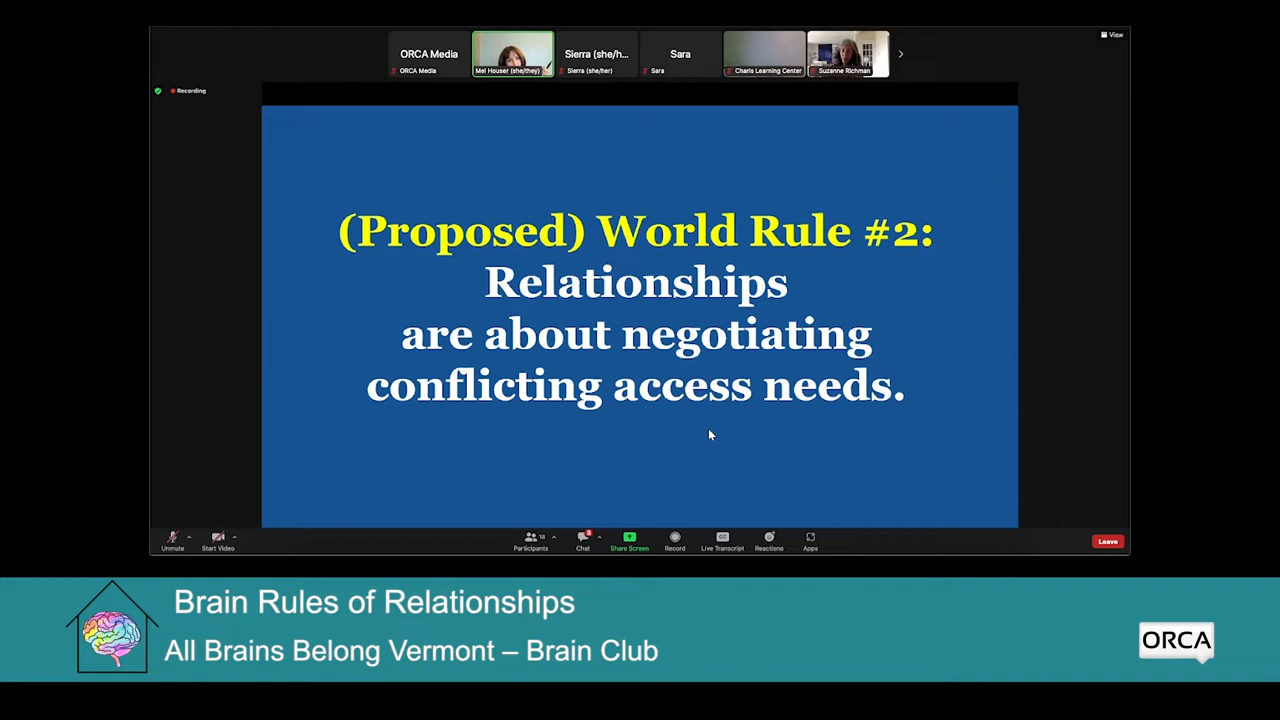 View
ORCA Media
Sierra (she/h...
Sara
ORCA Media
Mel Houser (she/they)
Sierra (she/her)
Sara
Charis Learning Center
Suzanne Richman
Recording
(Proposed) World Rule #2:
Relationships
are about negotiating
conflicting access needs.
18
Unmute
Start Video
Participants
Chat
Share Screen
Record
Live Transcript
Reactions
Apps
Leave
Brain Rules of Relationships
All Brains Belong Vermont – Brain Club
ORCA